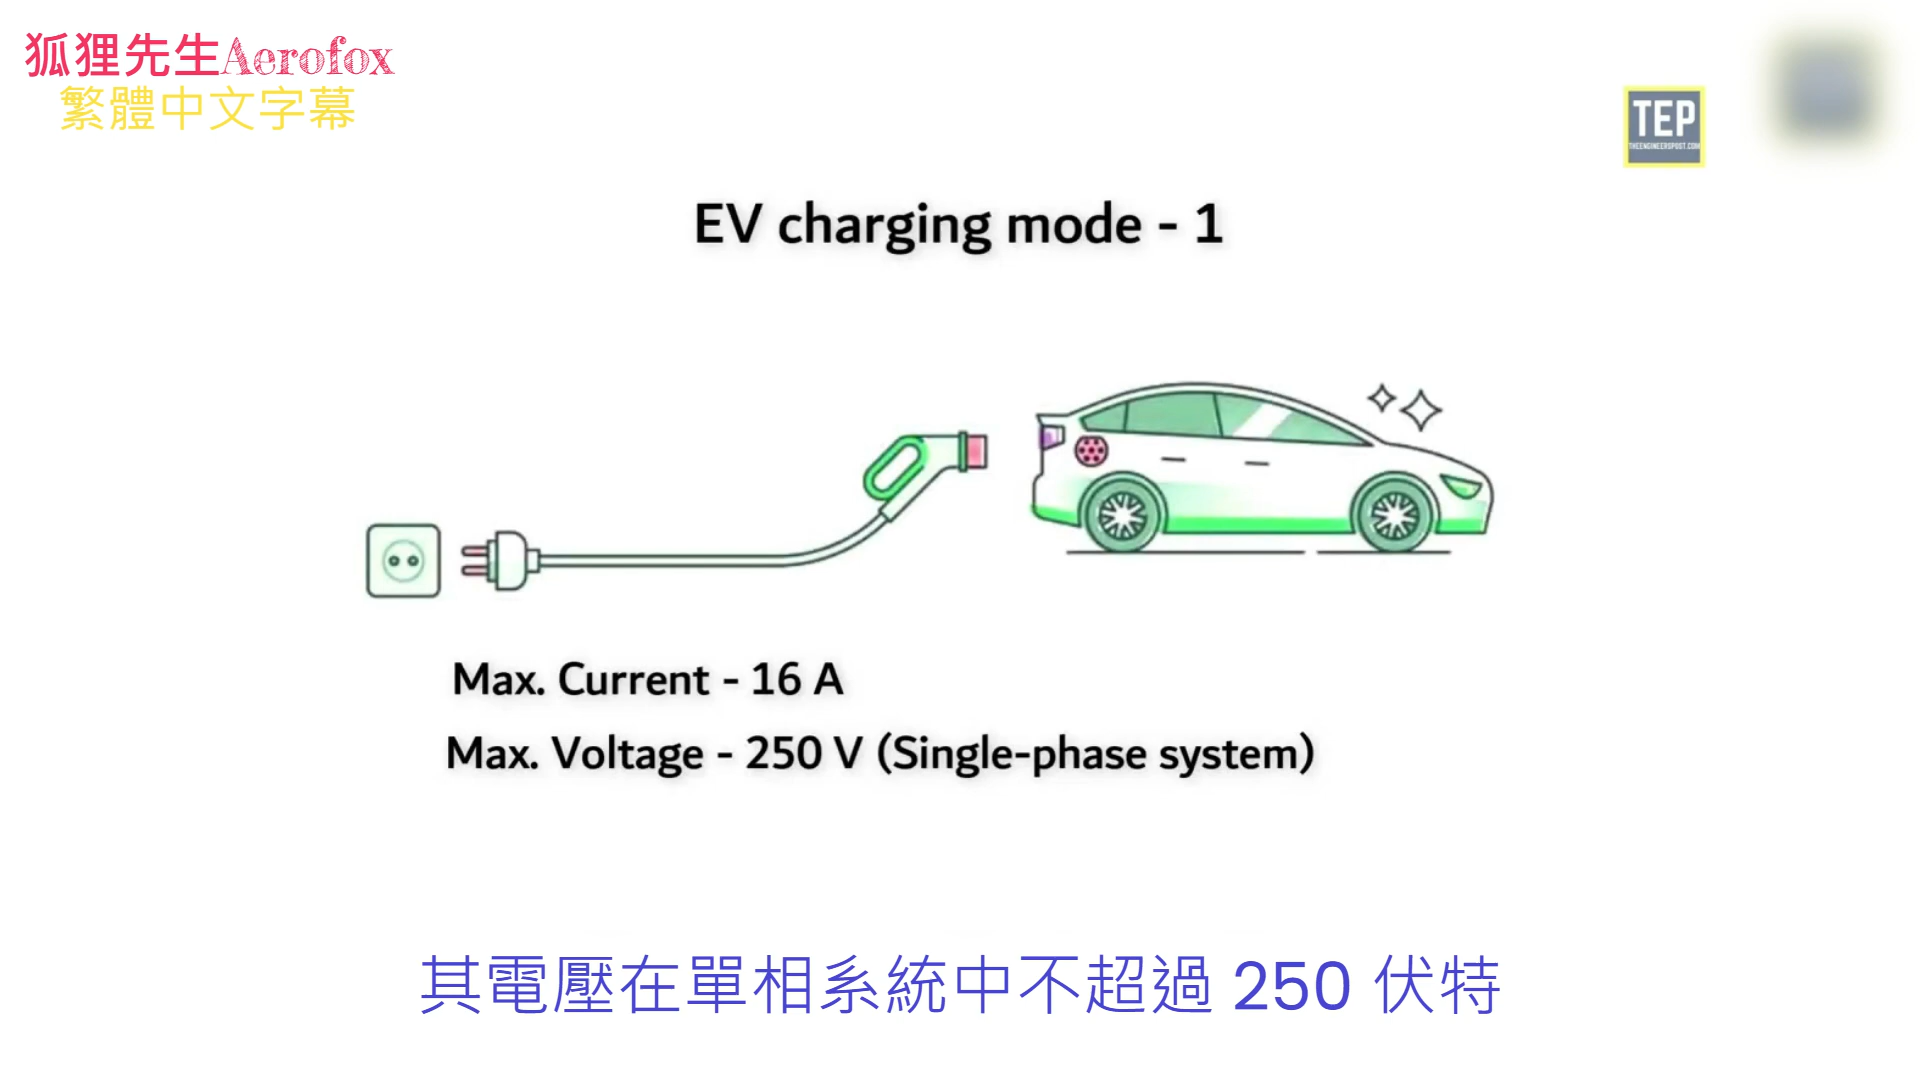 狐狸先生Aerofox
繁體中文字幕
TEP
THEENGINEERSPOST.COM
EV charging mode - 1
Max. Current - 16 A
Max. Voltage - 250 V (Single-phase system)
其電壓在單相系統中不超過 250 伏特